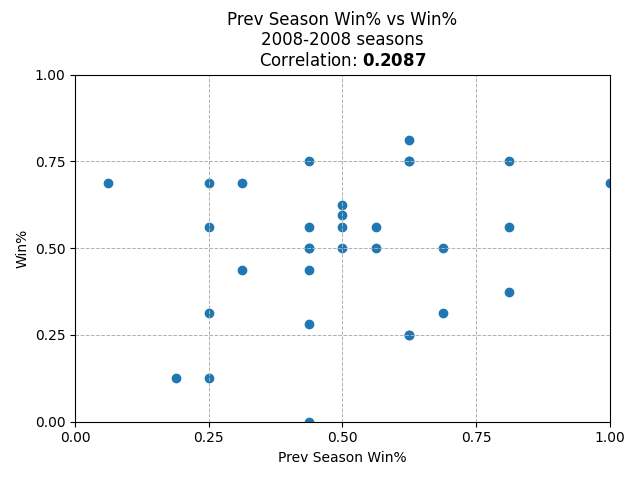 Prev Season Win% vs Win%
2008-2008 seasons
Correlation: 0.2087
1.00
0.75
0.50
0.25
0.00
Win%
0.00 0.25 0.50 0.75 1.00
Prev Season Win%